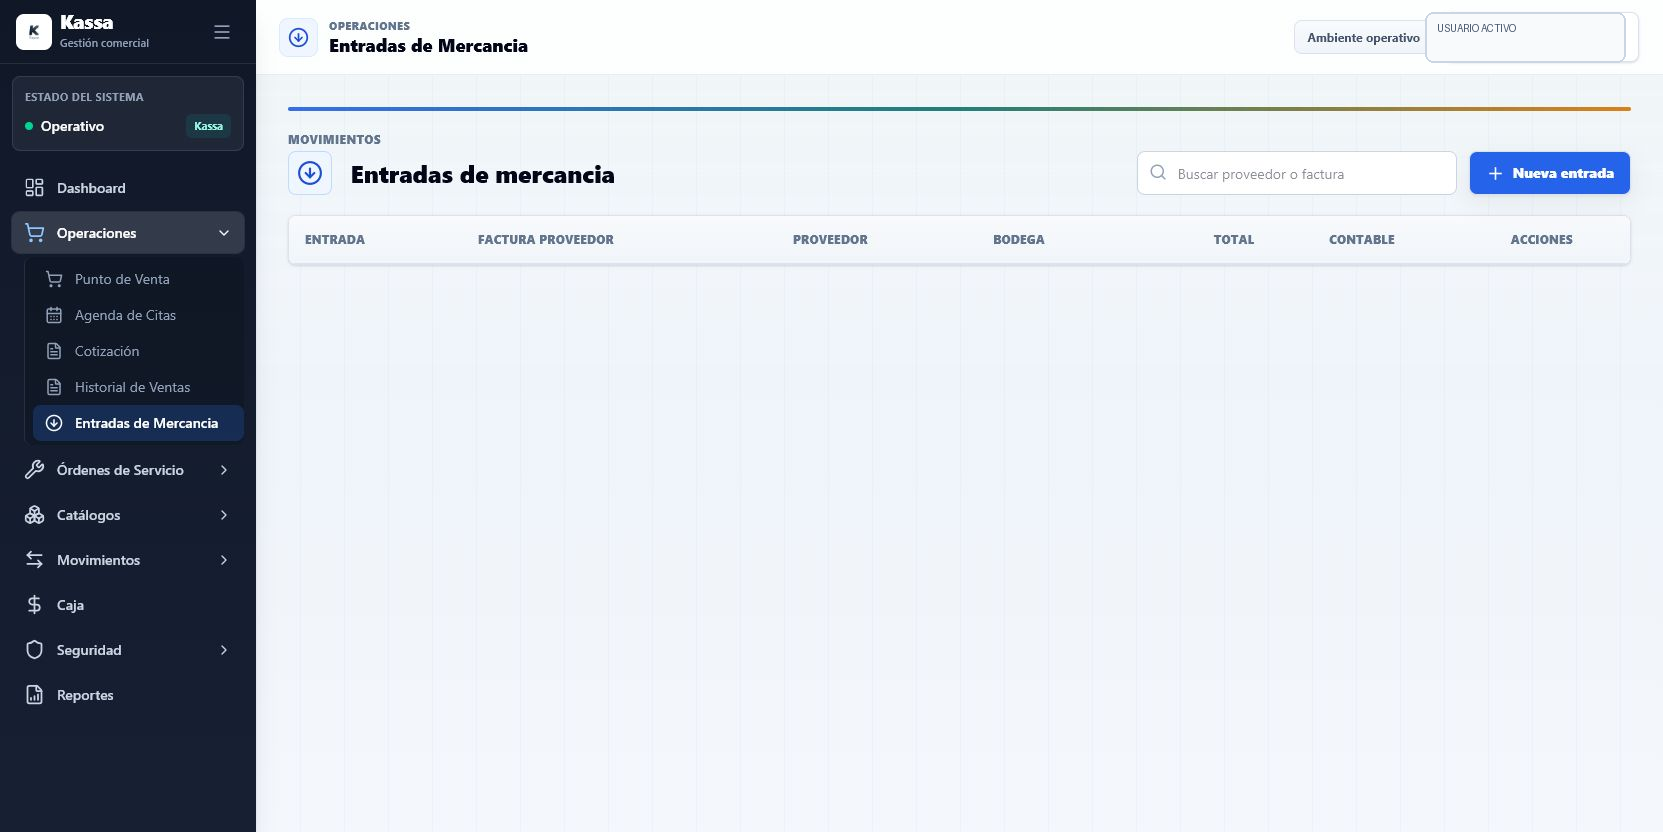 Kassa
Gestión comercial
ESTADO DEL SISTEMA
Operativo
Kassa
Dashboard
Operaciones
Punto de Venta
Agenda de Citas
Cotización
Historial de Ventas
Entradas de Mercancia
Órdenes de Servicio
Catálogos
Movimientos
Caja
Seguridad
Reportes
OPERACIONES
Entradas de Mercancia
Ambiente operativo
USUARIO ACTIVO
MOVIMIENTOS
Entradas de mercancia
Buscar proveedor o factura
Nueva entrada
ENTRADA FACTURA PROVEEDOR PROVEEDOR BODEGA TOTAL CONTABLE ACCIONES